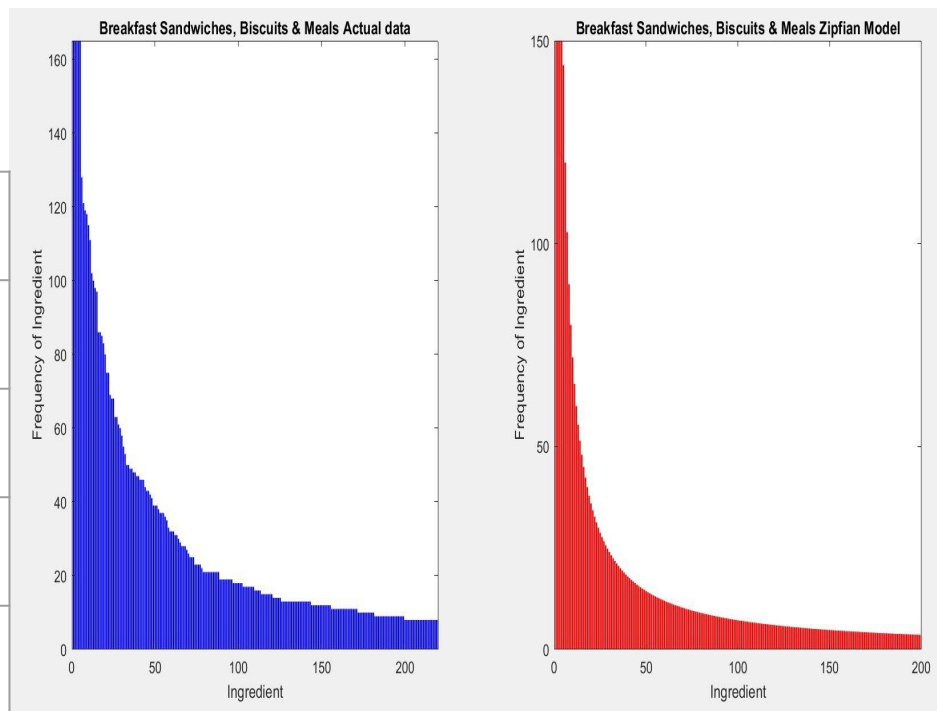 Breakfast Sandwiches, Biscuits & Meals Actual data
160
140
120
100
80
60
40
20
0
0 50 100 150 200
Frequency of Ingredient
Ingredient
Breakfast Sandwiches, Biscuits & Meals Zipfian Model
150
100
50
0
0 50 100 150 200
Frequency of Ingredient
Ingredient